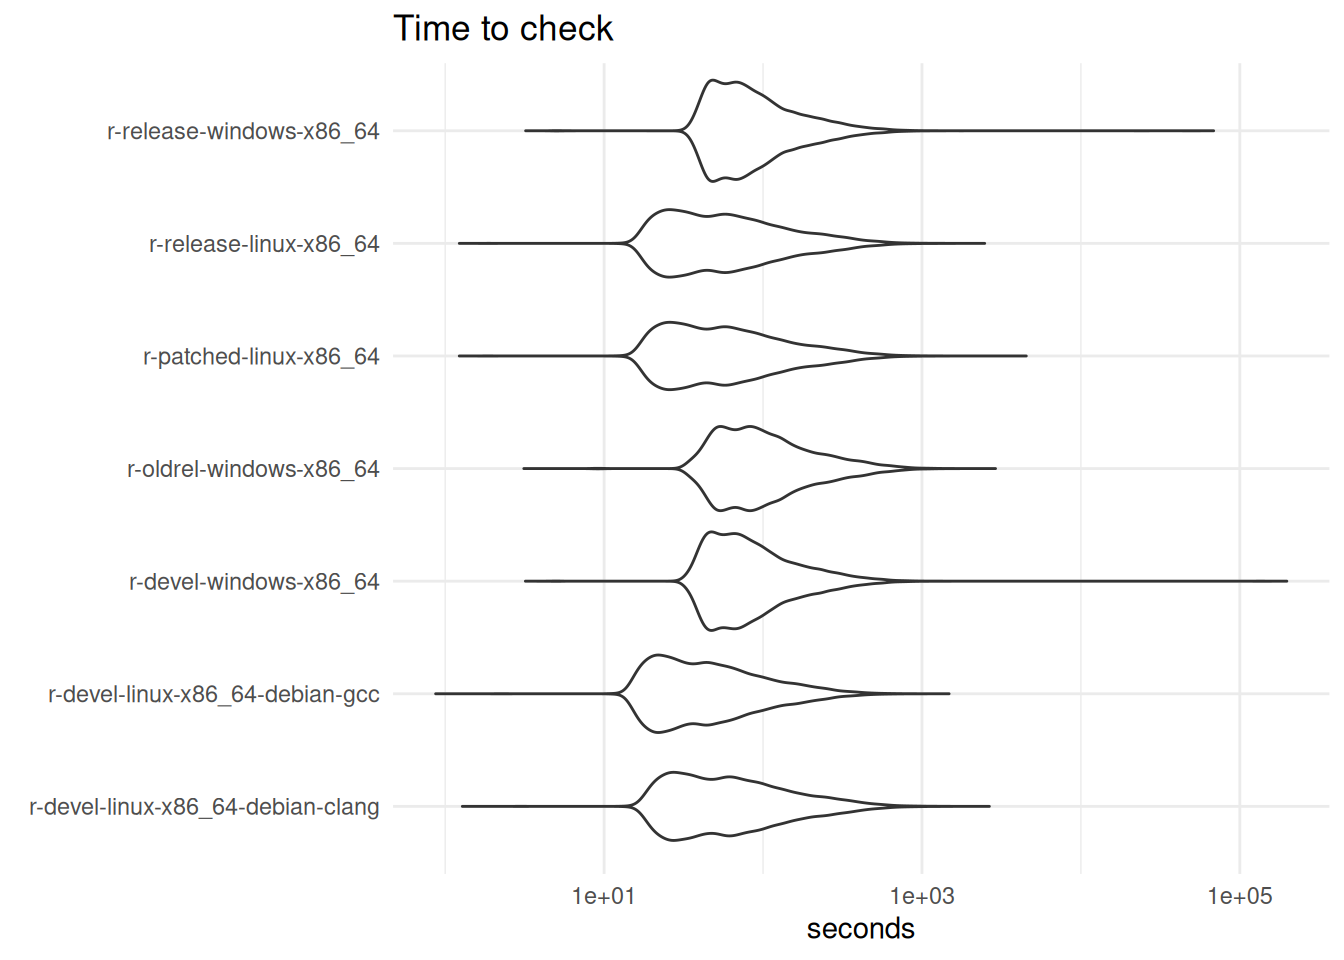 Time to check
r-release-windows-x86_64
r-release-linux-x86_64
r-patched-linux-x86_64
r-oldrel-windows-x86_64
r-devel-windows-x86_64
r-devel-linux-x86_64-debian-gcc
r-devel-linux-x86_64-debian-clang
1e+01 1e+03 1e+05
seconds